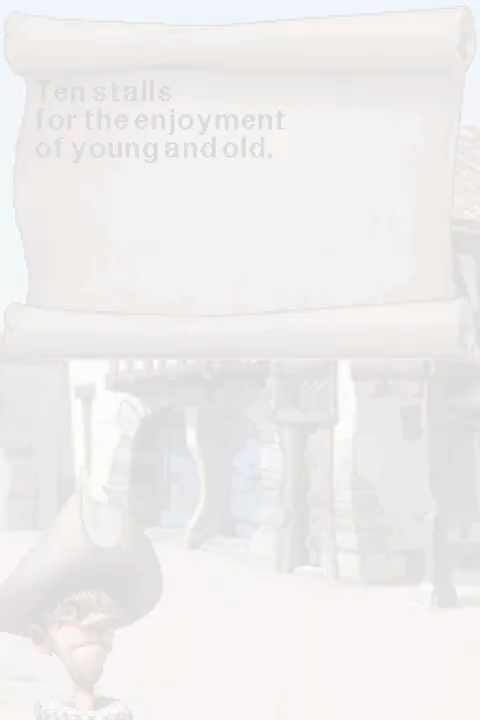 Ten stalls
for the enjoyment
of young and old.